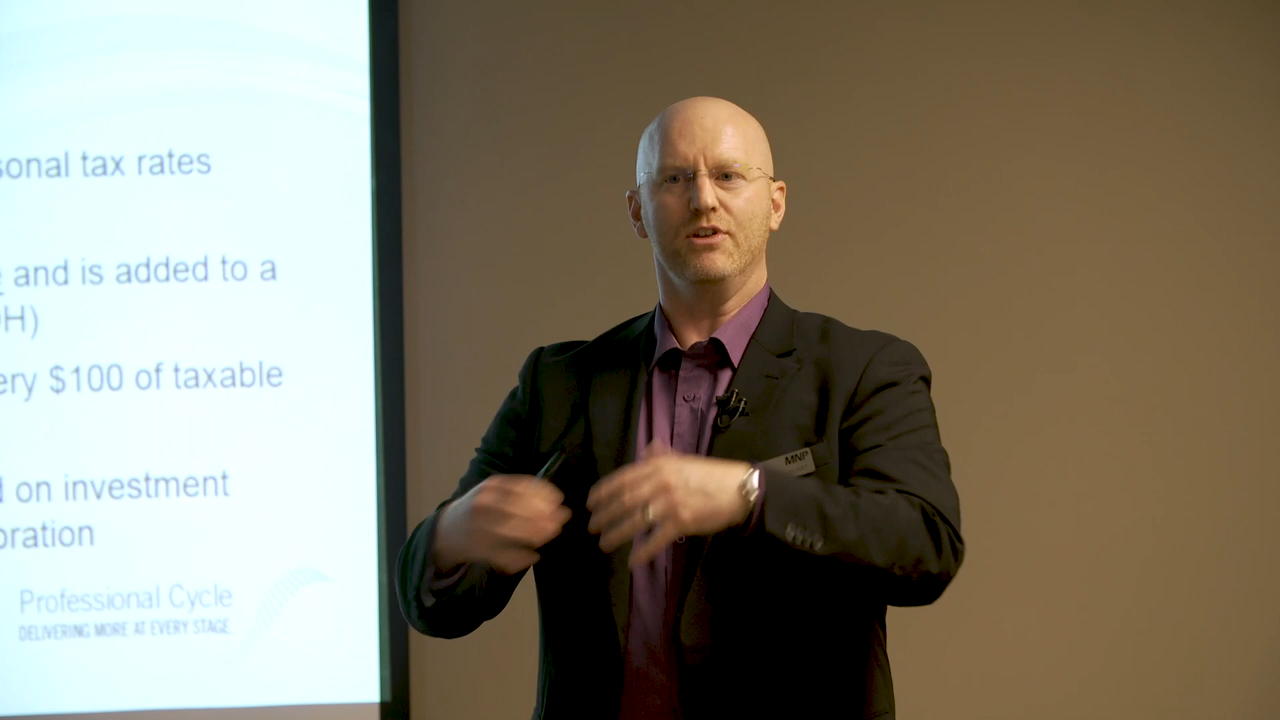 sonal tax rates
and is added to a
H)
ery $100 of taxable
on investment
oration
Professional Cycle
DELIVERING MORE AT EVERY STAGE
MNP